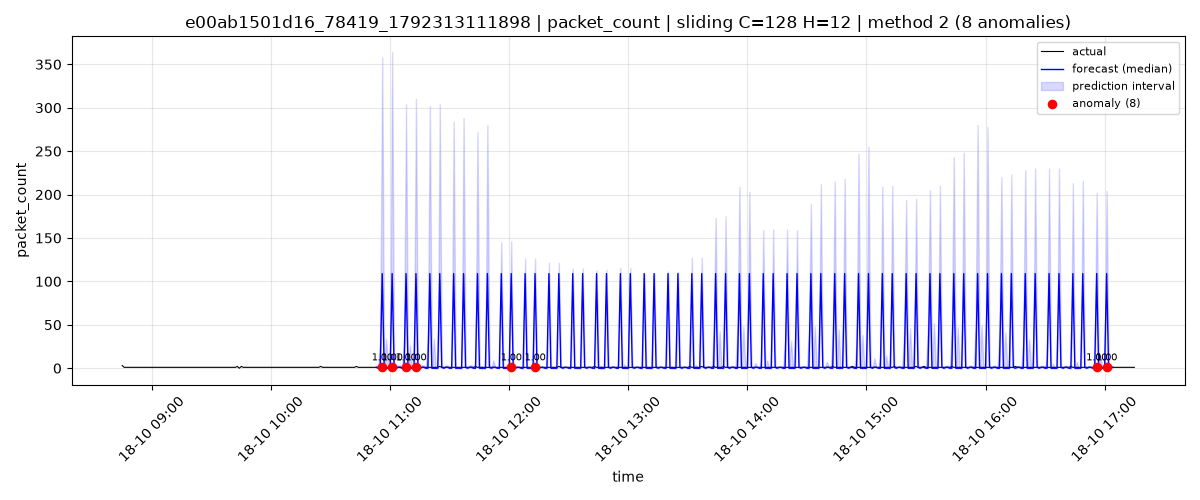 e00ab1501d16_78419_1792313111898 | packet_count | sliding C=128 H=12 | method 2 (8 anomalies)
actual
forecast (median)
prediction interval
anomaly (8)
packet_count
350
300
250
200
150
100
50
0
1.00 1.00
18-10 09:00
18-10 10:00
18-10 11:00
18-10 12:00
18-10 13:00
18-10 14:00
18-10 15:00
18-10 16:00
18-10 17:00
time